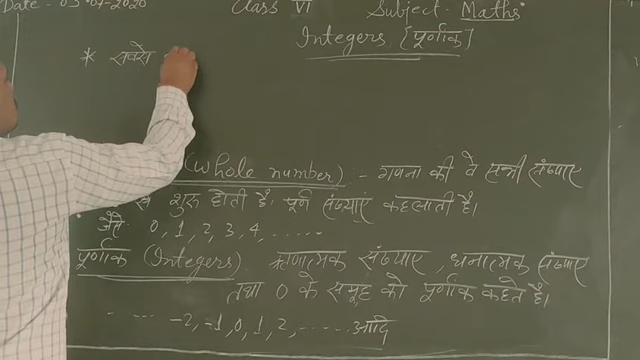 Date - 03-07-2020 Class VI Subject - Maths
Integers [पूर्णांक]
* सबसे
(Whole number) - गणना की वे सभी संख्याएं
शुरू होती है। पूर्ण संख्याएं कहलाती है।
जैसे- 0, 1, 2, 3, 4, ......
पूर्णांक (Integers) ऋणात्मक संख्याएं, धनात्मक संख्याएं
तथा 0 के समूह को पूर्णांक कहते है।
.. ... -2, -1, 0, 1, 2, ...... आदि